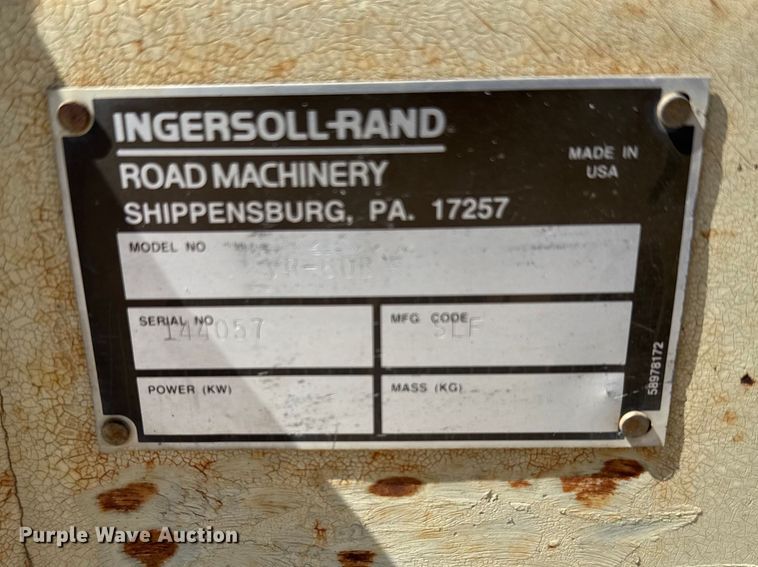 INGERSOLL-RAND
ROAD MACHINERY
MADE IN
USA
SHIPPENSBURG, PA. 17257
MODEL NO
SERIAL NO
144057
MFG CODE
SLF
POWER (KW)
MASS (KG)
58978172
Purple Wave Auction